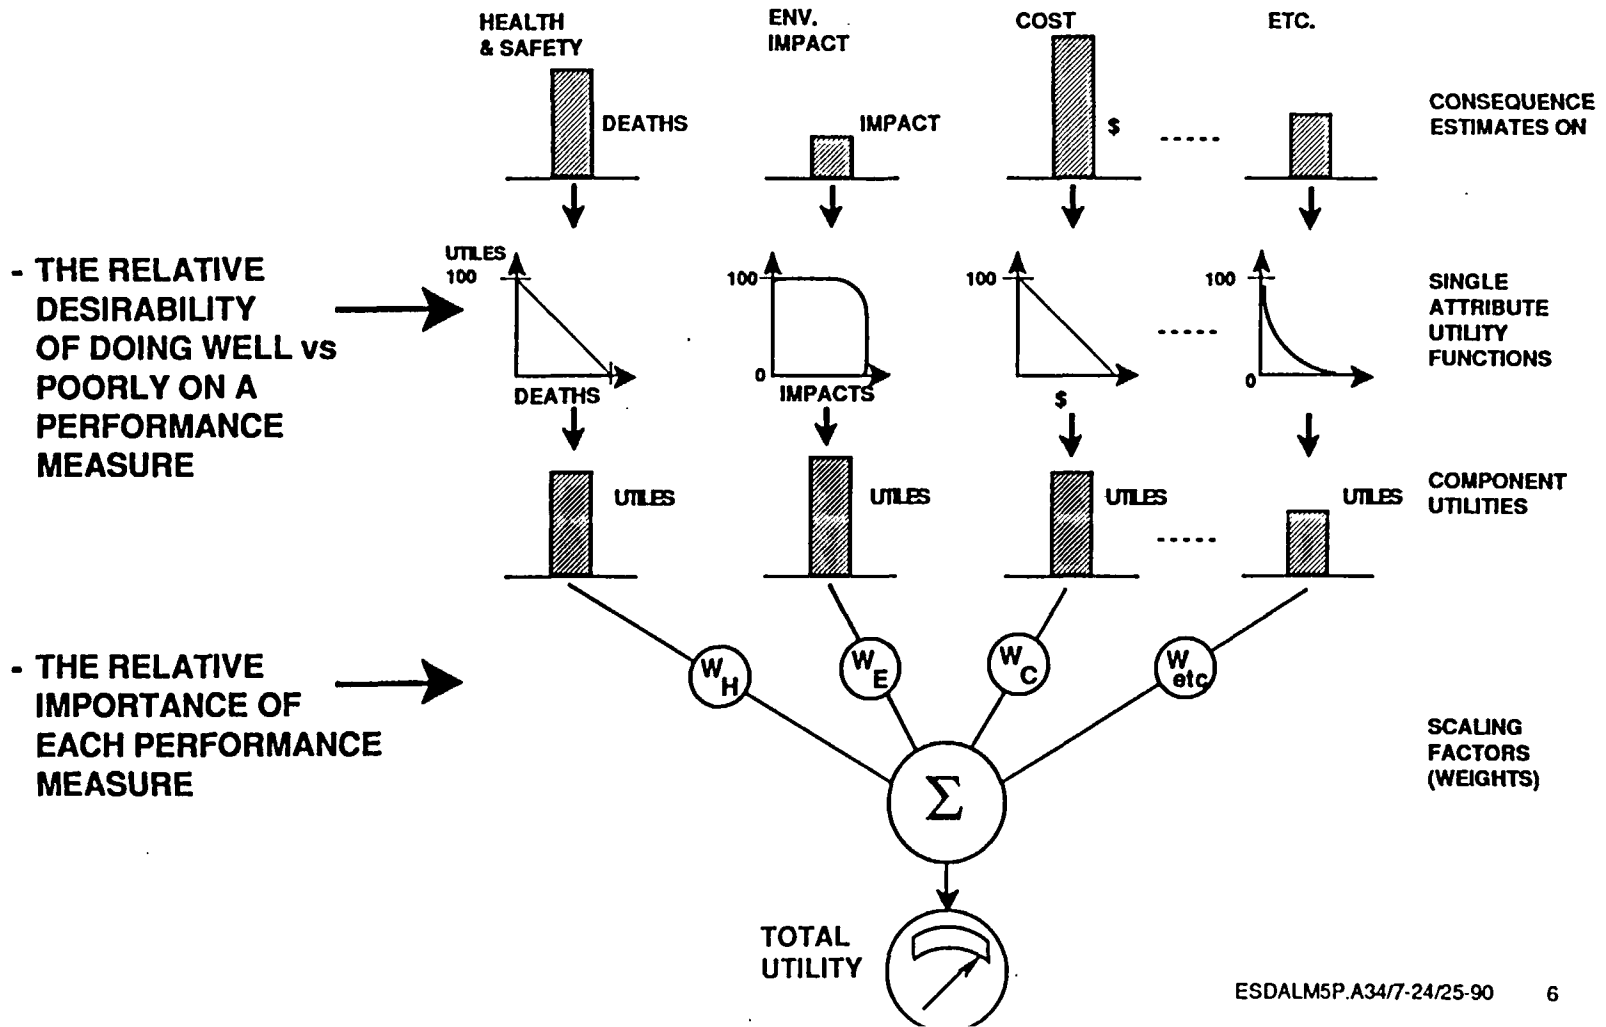 HEALTH
& SAFETY
ENV.
IMPACT
COST
ETC.
DEATHS
IMPACT
$
CONSEQUENCE
ESTIMATES ON
- THE RELATIVE
DESIRABILITY
OF DOING WELL vs
POORLY ON A
PERFORMANCE
MEASURE
UTILES
100
DEATHS
100
0
IMPACTS
100
$
100
0
SINGLE
ATTRIBUTE
UTILITY
FUNCTIONS
UTILES
UTILES
UTILES
UTILES
COMPONENT
UTILITIES
- THE RELATIVE
IMPORTANCE OF
EACH PERFORMANCE
MEASURE
W H
W E
W C
W etc
SCALING
FACTORS
(WEIGHTS)
Σ
TOTAL
UTILITY
ESDALM5P.A34/7-24/25-90 6